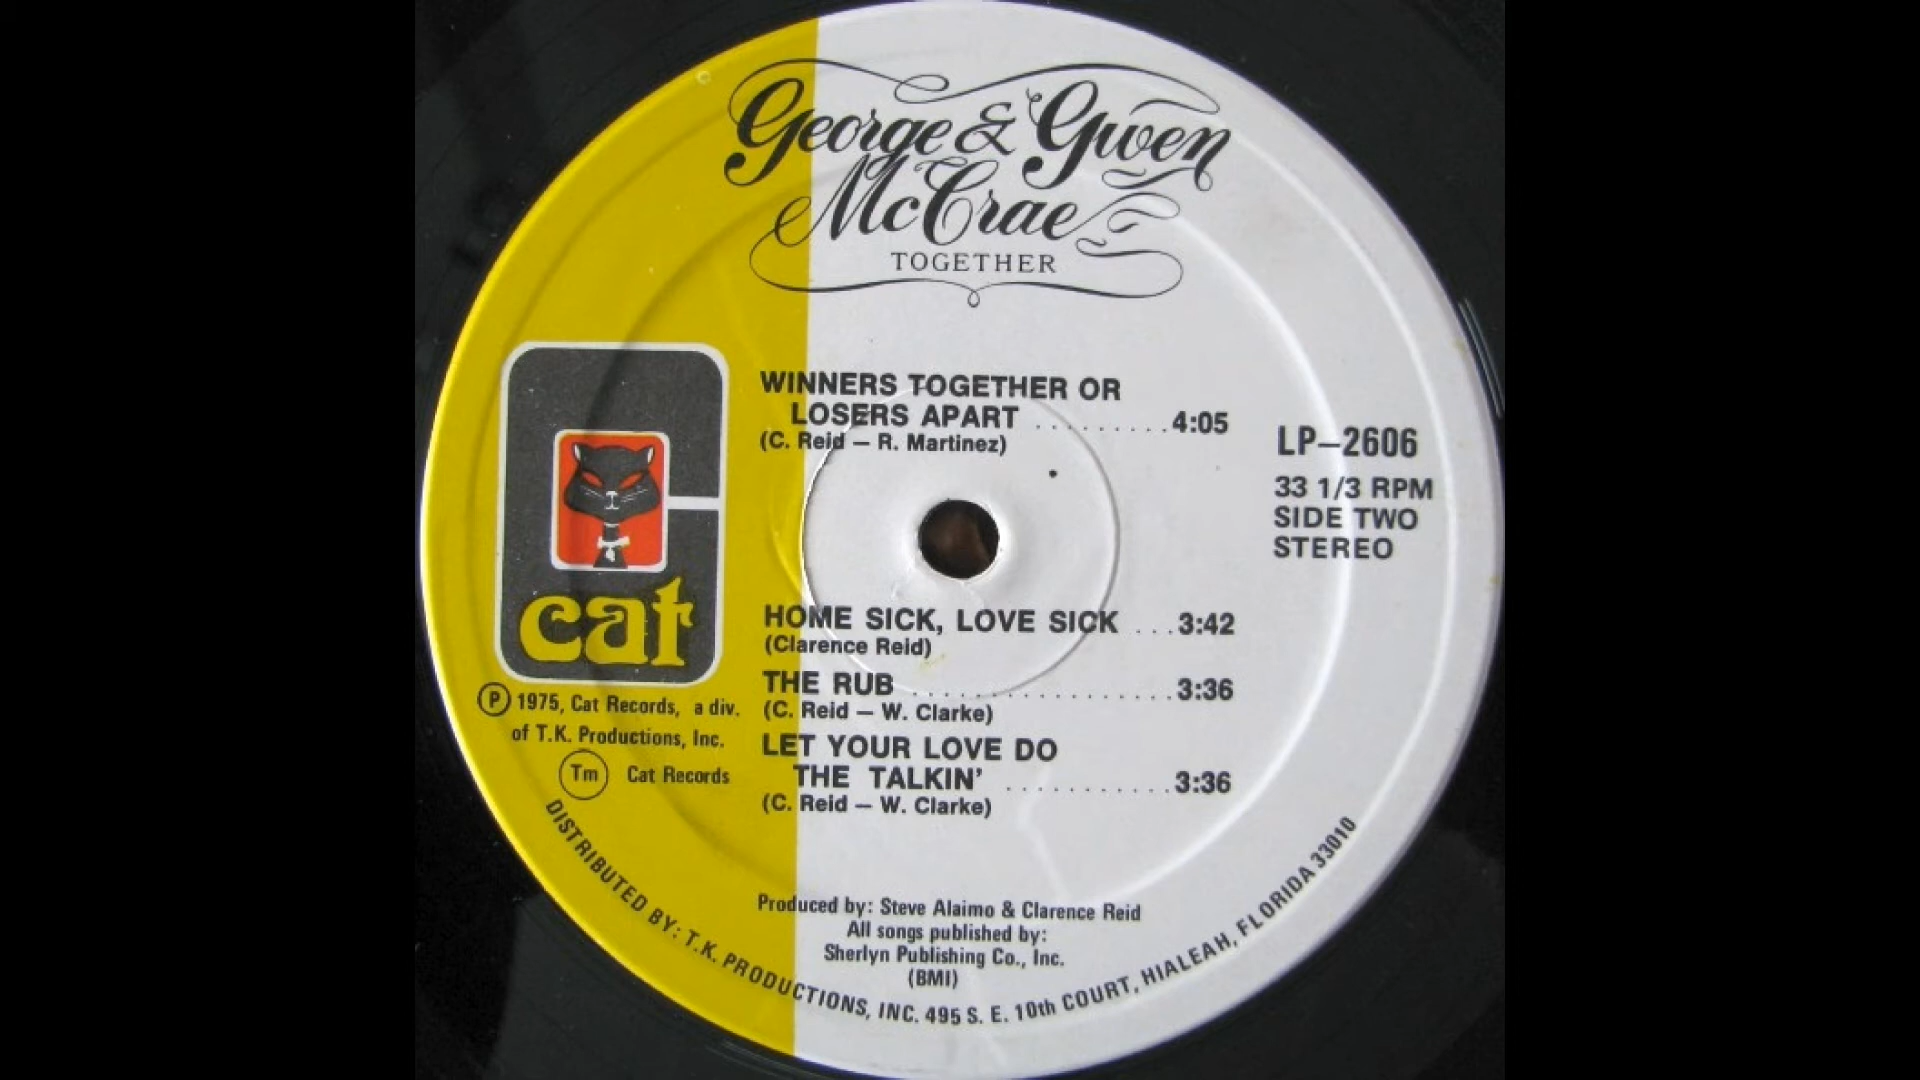 George & Gwen
McCrae
TOGETHER
WINNERS TOGETHER OR
LOSERS APART .........4:05
(C. Reid — R. Martinez)
LP—2606
33 1/3 RPM
SIDE TWO
STEREO
cat
HOME SICK, LOVE SICK ...3:42
(Clarence Reid)
THE RUB ..................3:36
(C. Reid — W. Clarke)
LET YOUR LOVE DO
THE TALKIN' ............3:36
(C. Reid — W. Clarke)
P 1975, Cat Records, a div.
of T.K. Productions, Inc.
Tm Cat Records
Produced by: Steve Alaimo & Clarence Reid
All songs published by:
Sherlyn Publishing Co., Inc.
(BMI)
DISTRIBUTED BY: T.K. PRODUCTIONS, INC. 495 S. E. 10th COURT, HIALEAH, FLORIDA 33010